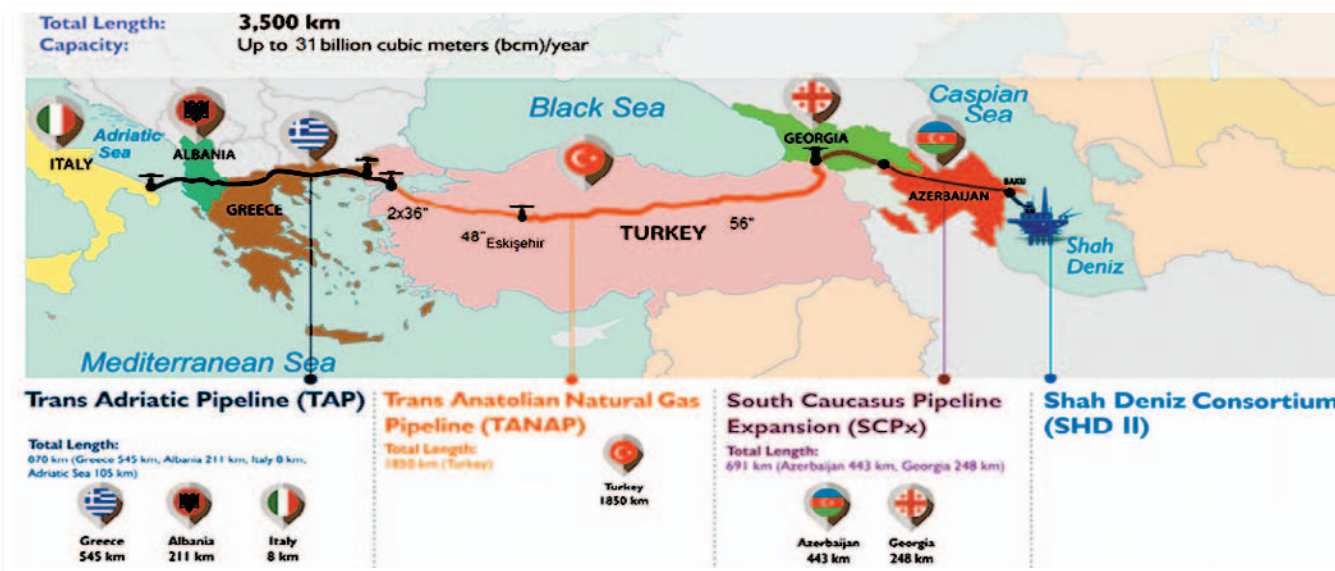 Total Length: 3,500 km
Capacity: Up to 31 billion cubic meters (bcm)/year
Black Sea
Caspian
Sea
Adriatic
Sea
ITALY
ALBANIA
GEORGIA
GREECE
2x36"
48" Eskişehir
TURKEY
56"
AZERBAIJAN
BAKU
Shah
Deniz
Mediterranean Sea
Trans Adriatic Pipeline (TAP)
Total Length:
870 km (Greece 545 km, Albania 211 km, Italy 8 km,
Adriatic Sea 105 km)
Greece
545 km
Albania
211 km
Italy
8 km
Trans Anatolian Natural Gas
Pipeline (TANAP)
Total Length:
1850 km (Turkey)
Turkey
1850 km
South Caucasus Pipeline
Expansion (SCPx)
Total Length:
691 km (Azerbaijan 443 km, Georgia 248 km)
Azerbaijan
443 km
Georgia
248 km
Shah Deniz Consortium
(SHD II)